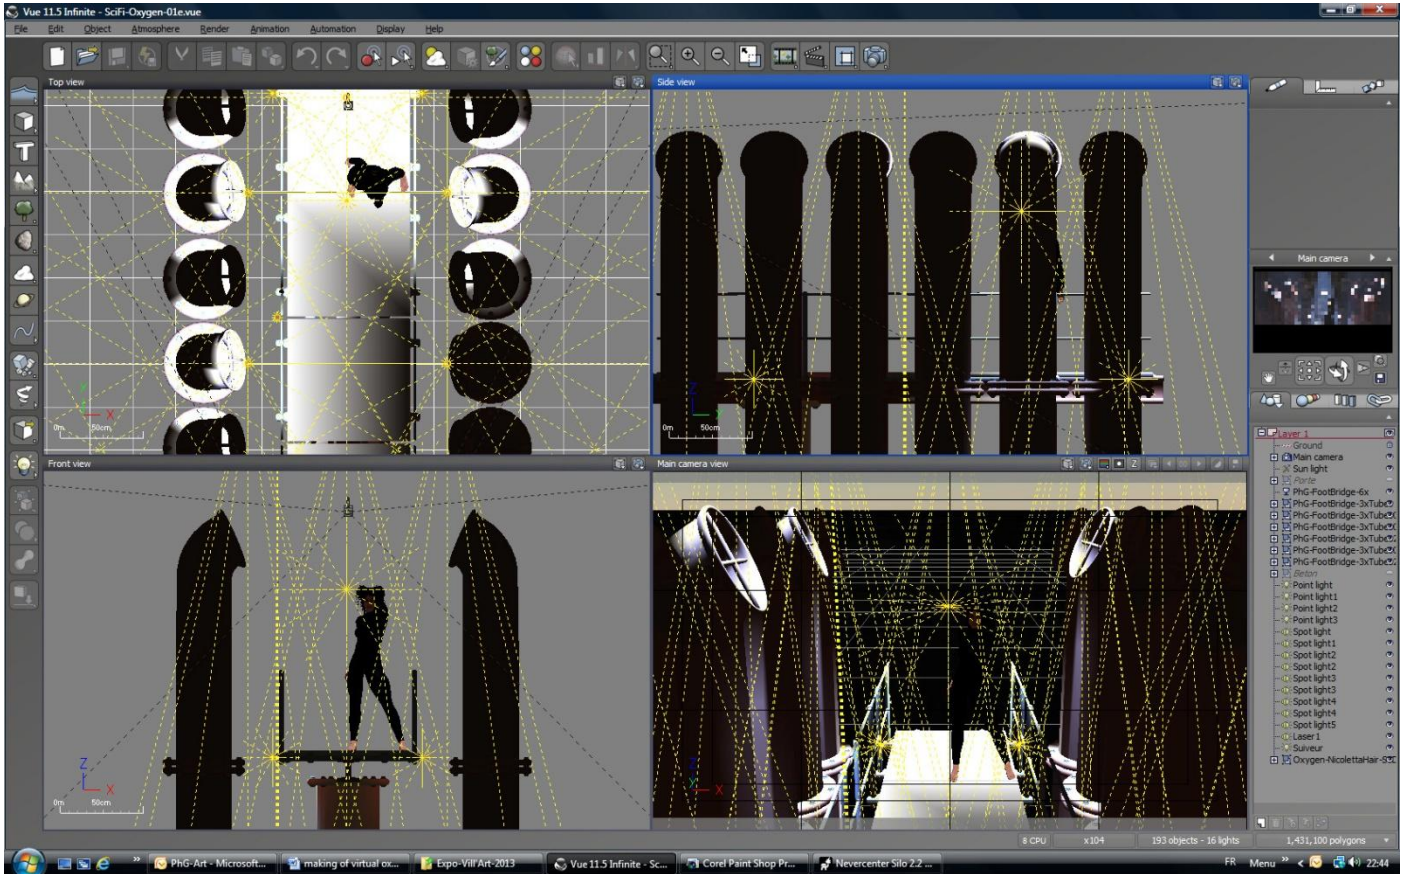 Vue 11.5 Infinite - SciFi-Oxygen-01e.vue
File Edit Object Atmosphere Render Animation Automation Display Help
Top view
Side view
Main camera
X
0m 50cm
Z
Y
0m 50cm
Front view
Main camera view
Z
X
0m 50cm
Z
X
Layer 1
Ground
Main camera
Sun light
Porte
PhG-FootBridge-6x
PhG-FootBridge-3xTube
PhG-FootBridge-3xTube
PhG-FootBridge-3xTube
PhG-FootBridge-3xTube
PhG-FootBridge-3xTube
Beton
Point light
Point light1
Point light2
Point light3
Spot light
Spot light1
Spot light2
Spot light2
Spot light3
Spot light3
Spot light4
Spot light4
Spot light5
Laser1
Suiveur
Oxygen-NicolettaHair-S
8 CPU x104 193 objects - 16 lights 1,431,100 polygons
PhG-Art - Microsoft... making of virtual ox... Expo-Vill'Art-2013 Vue 11.5 Infinite - Sc... Corel Paint Shop Pr... Nevercenter Silo 2.2 ... FR Menu 22:44